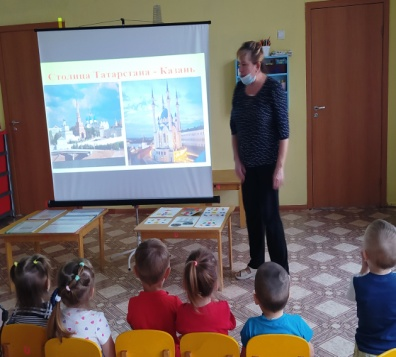 Столица Татарстана - Казань